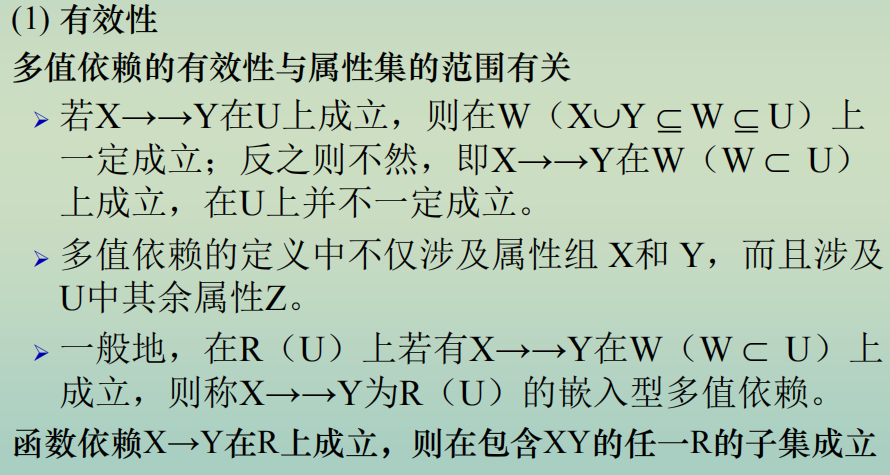 (1) 有效性
多值依赖的有效性与属性集的范围有关
➢ 若X→→Y在U上成立，则在W（X∪Y ⊆ W ⊆ U）上
一定成立；反之则不然，即X→→Y在W（W ⊂ U）
上成立，在U上并不一定成立。
➢ 多值依赖的定义中不仅涉及属性组 X和 Y，而且涉及
U中其余属性Z。
➢ 一般地，在R（U）上若有X→→Y在W（W ⊂ U）上
成立，则称X→→Y为R（U）的嵌入型多值依赖。
函数依赖X→Y在R上成立，则在包含XY的任一R的子集成立